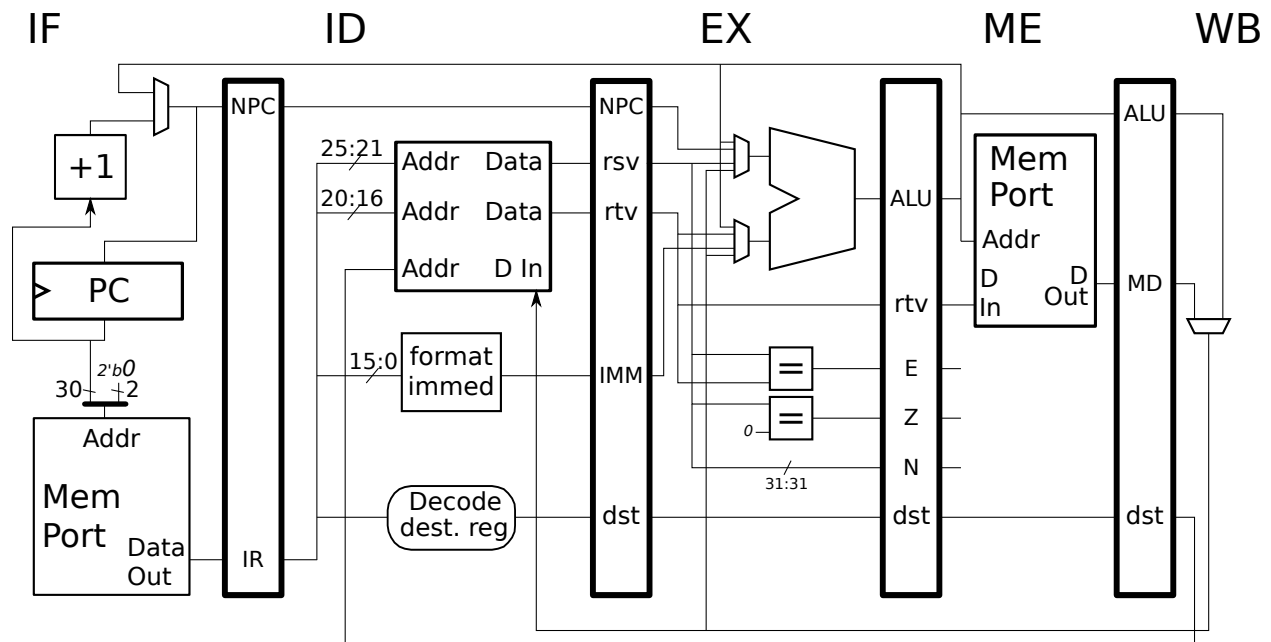 IF
ID
EX
ME
WB
NPC
+1
PC
2'b0
30
2
Addr
Mem
Port
Data
Out
IR
25:21
20:16
Addr
Data
Addr
Data
Addr
D In
15:0
format
immed
Decode
dest. reg
NPC
rsv
rtv
IMM
dst
=
=
0
31:31
ALU
rtv
E
Z
N
dst
Mem
Port
Addr
D
In
D
Out
ALU
MD
dst